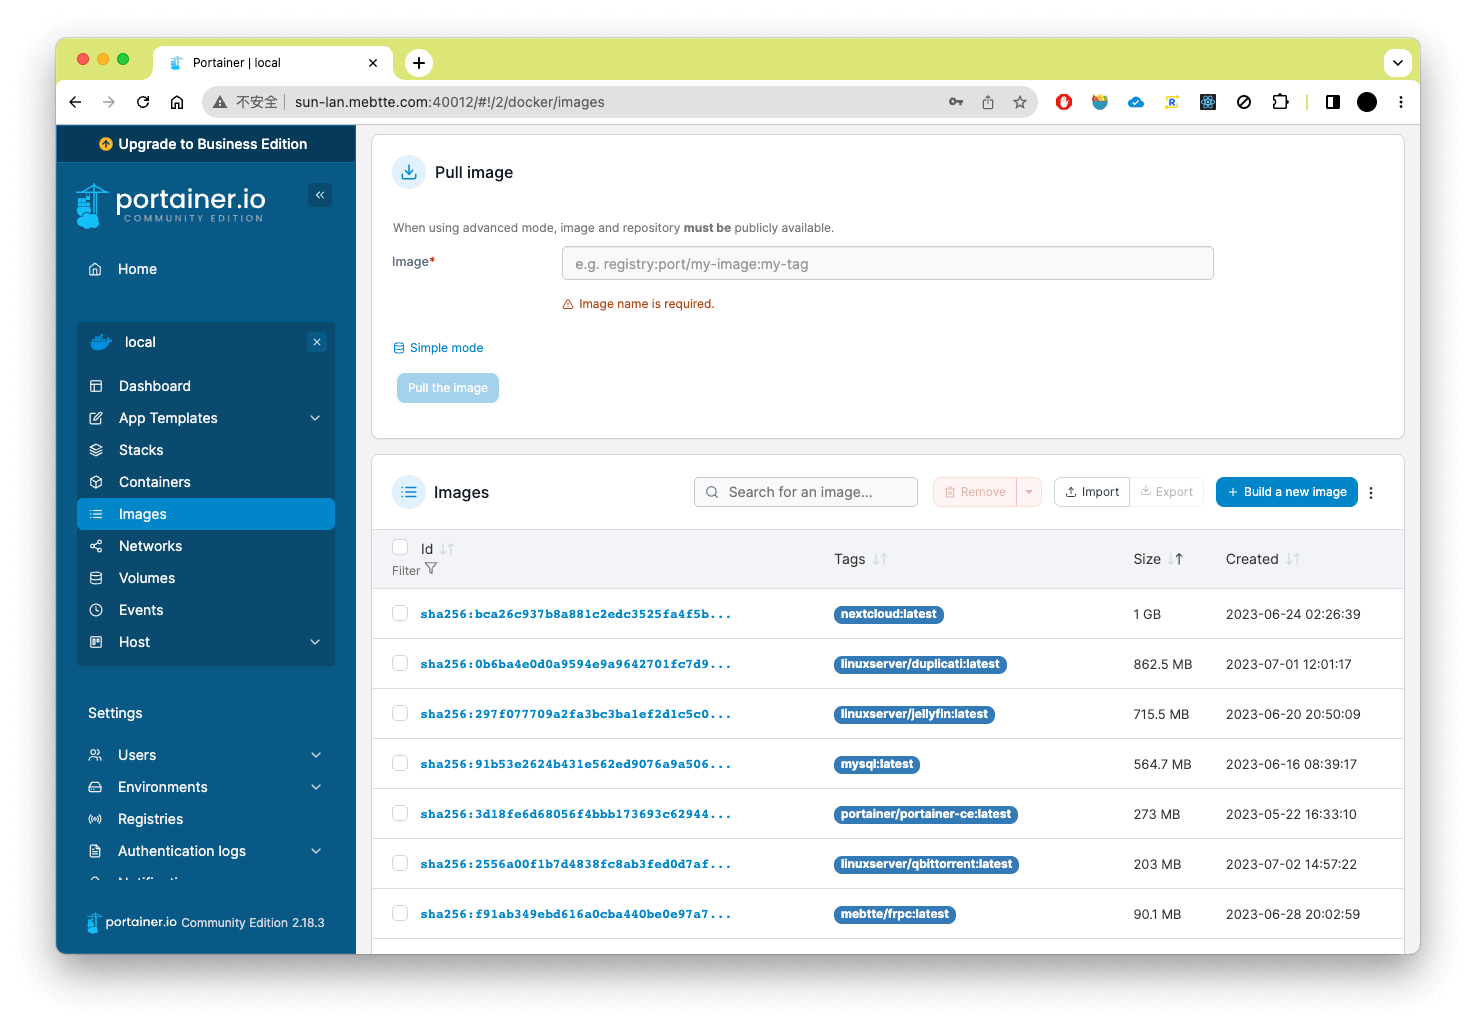 Portainer | local
不安全 sun-lan.mebtte.com:40012/#!/2/docker/images
Upgrade to Business Edition
portainer.io
COMMUNITY EDITION
Home
local
Dashboard
App Templates
Stacks
Containers
Images
Networks
Volumes
Events
Host
Settings
Users
Environments
Registries
Authentication logs
portainer.io Community Edition 2.18.3
Pull image
When using advanced mode, image and repository must be publicly available.
Image* e.g. registry:port/my-image:my-tag
Image name is required.
Simple mode
Pull the image
Images Search for an image... Remove Import Export + Build a new image
Id Tags Size Created
Filter
sha256:bca26c937b8a881c2edc3525fa4f5b... nextcloud:latest 1 GB 2023-06-24 02:26:39
sha256:0b6ba4e0d0a9594e9a9642701fc7d9... linuxserver/duplicati:latest 862.5 MB 2023-07-01 12:01:17
sha256:297f077709a2fa3bc3ba1ef2d1c5c0... linuxserver/jellyfin:latest 715.5 MB 2023-06-20 20:50:09
sha256:91b53e2624b431e562ed9076a9a506... mysql:latest 564.7 MB 2023-06-16 08:39:17
sha256:3d18fe6d68056f4bbb173693c62944... portainer/portainer-ce:latest 273 MB 2023-05-22 16:33:10
sha256:2556a00f1b7d4838fc8ab3fed0d7af... linuxserver/qbittorrent:latest 203 MB 2023-07-02 14:57:22
sha256:f91ab349ebd616a0cba440be0e97a7... mebtte/frpc:latest 90.1 MB 2023-06-28 20:02:59